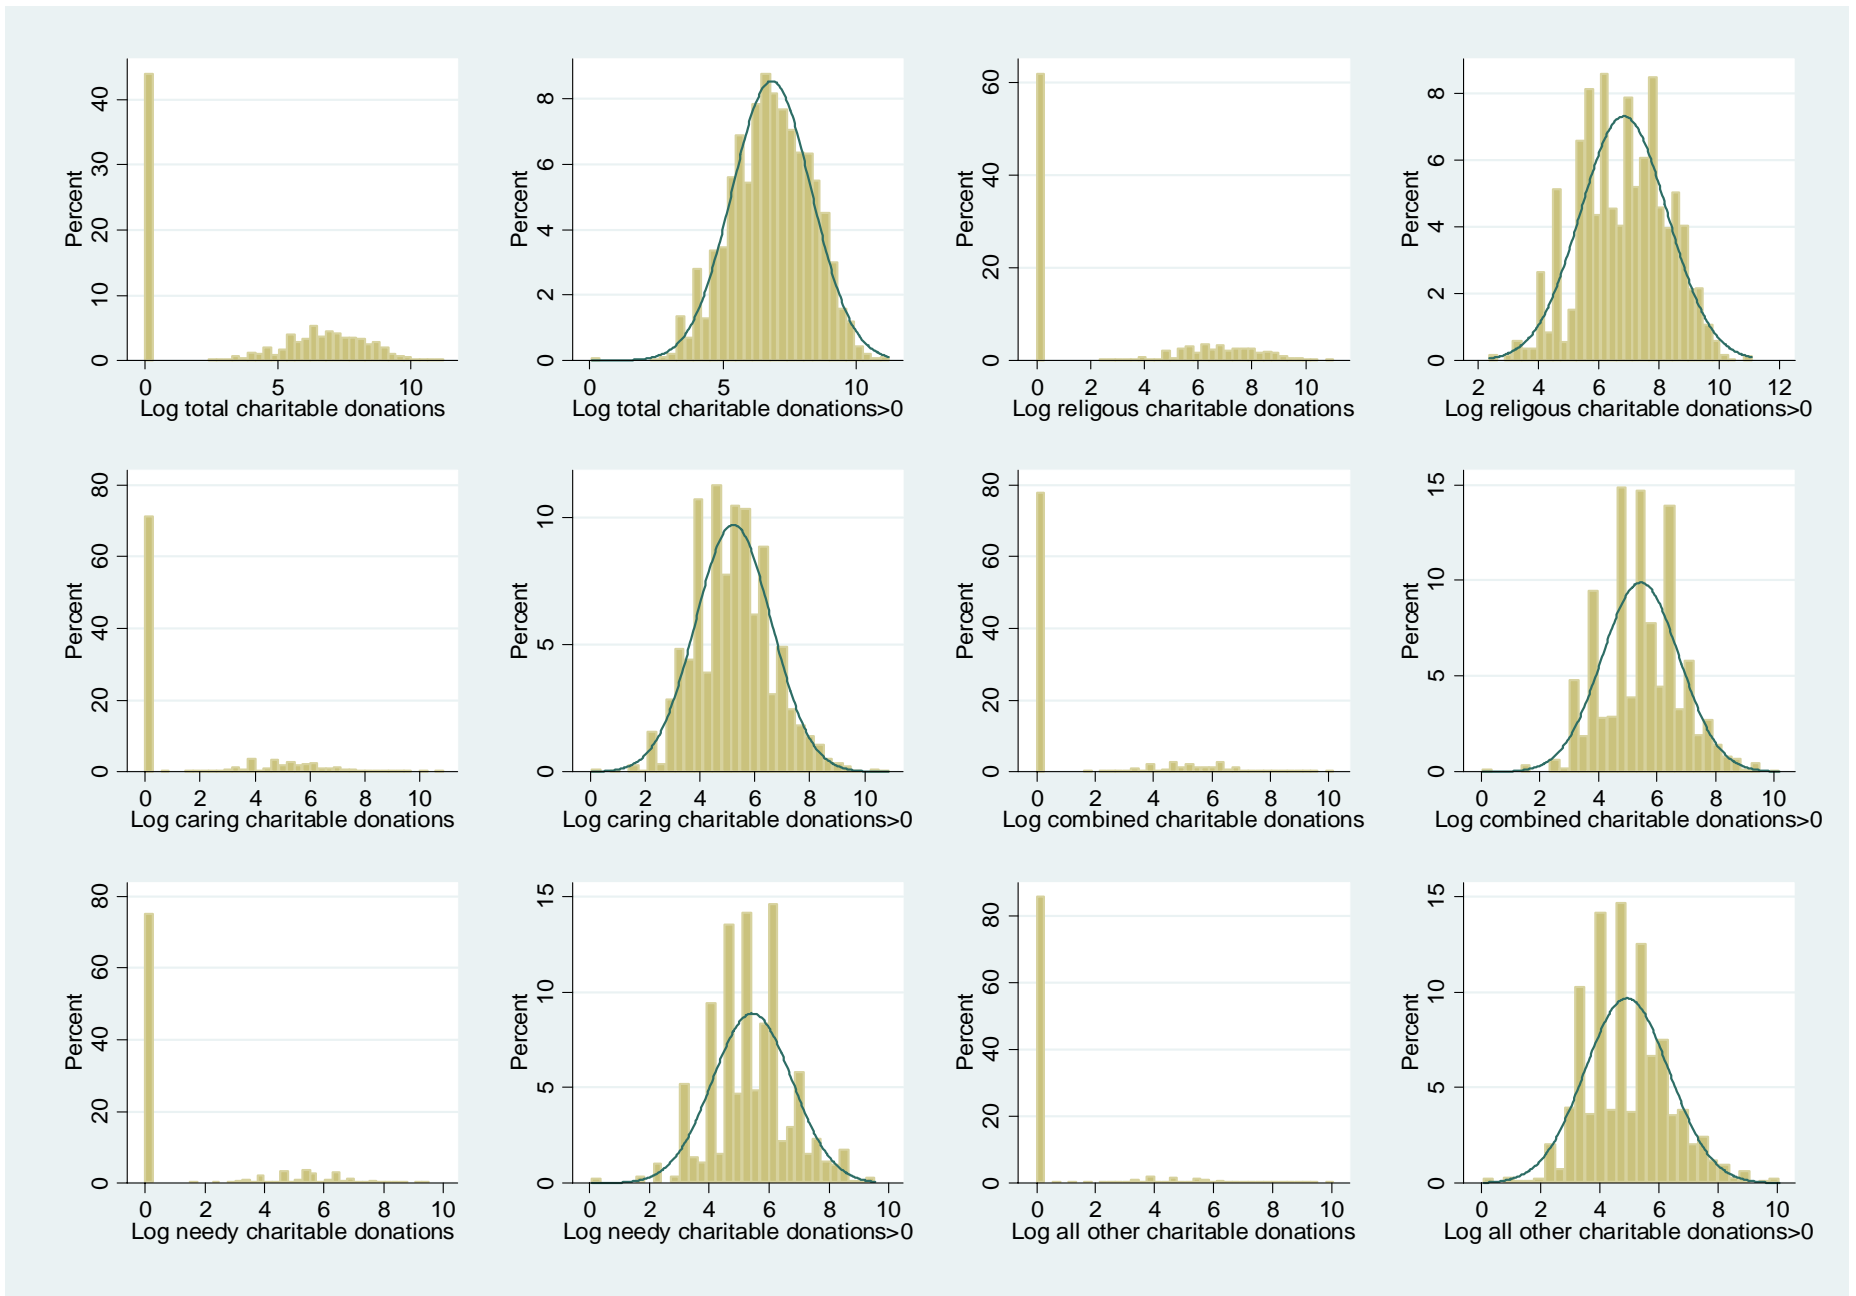 40
30
20
10
0
Percent
0 5 10
Log total charitable donations
8
6
4
2
0
Percent
0 5 10
Log total charitable donations>0
60
40
20
0
Percent
0 2 4 6 8 10
Log religous charitable donations
8
6
4
2
0
Percent
2 4 6 8 10 12
Log religous charitable donations>0
80
60
40
20
0
Percent
0 2 4 6 8 10
Log caring charitable donations
10
5
0
Percent
0 2 4 6 8 10
Log caring charitable donations>0
80
60
40
20
0
Percent
0 2 4 6 8 10
Log combined charitable donations
15
10
5
0
Percent
0 2 4 6 8 10
Log combined charitable donations>0
80
60
40
20
0
Percent
0 2 4 6 8 10
Log needy charitable donations
15
10
5
0
Percent
0 2 4 6 8 10
Log needy charitable donations>0
80
60
40
20
0
Percent
0 2 4 6 8 10
Log all other charitable donations
15
10
5
0
Percent
0 2 4 6 8 10
Log all other charitable donations>0